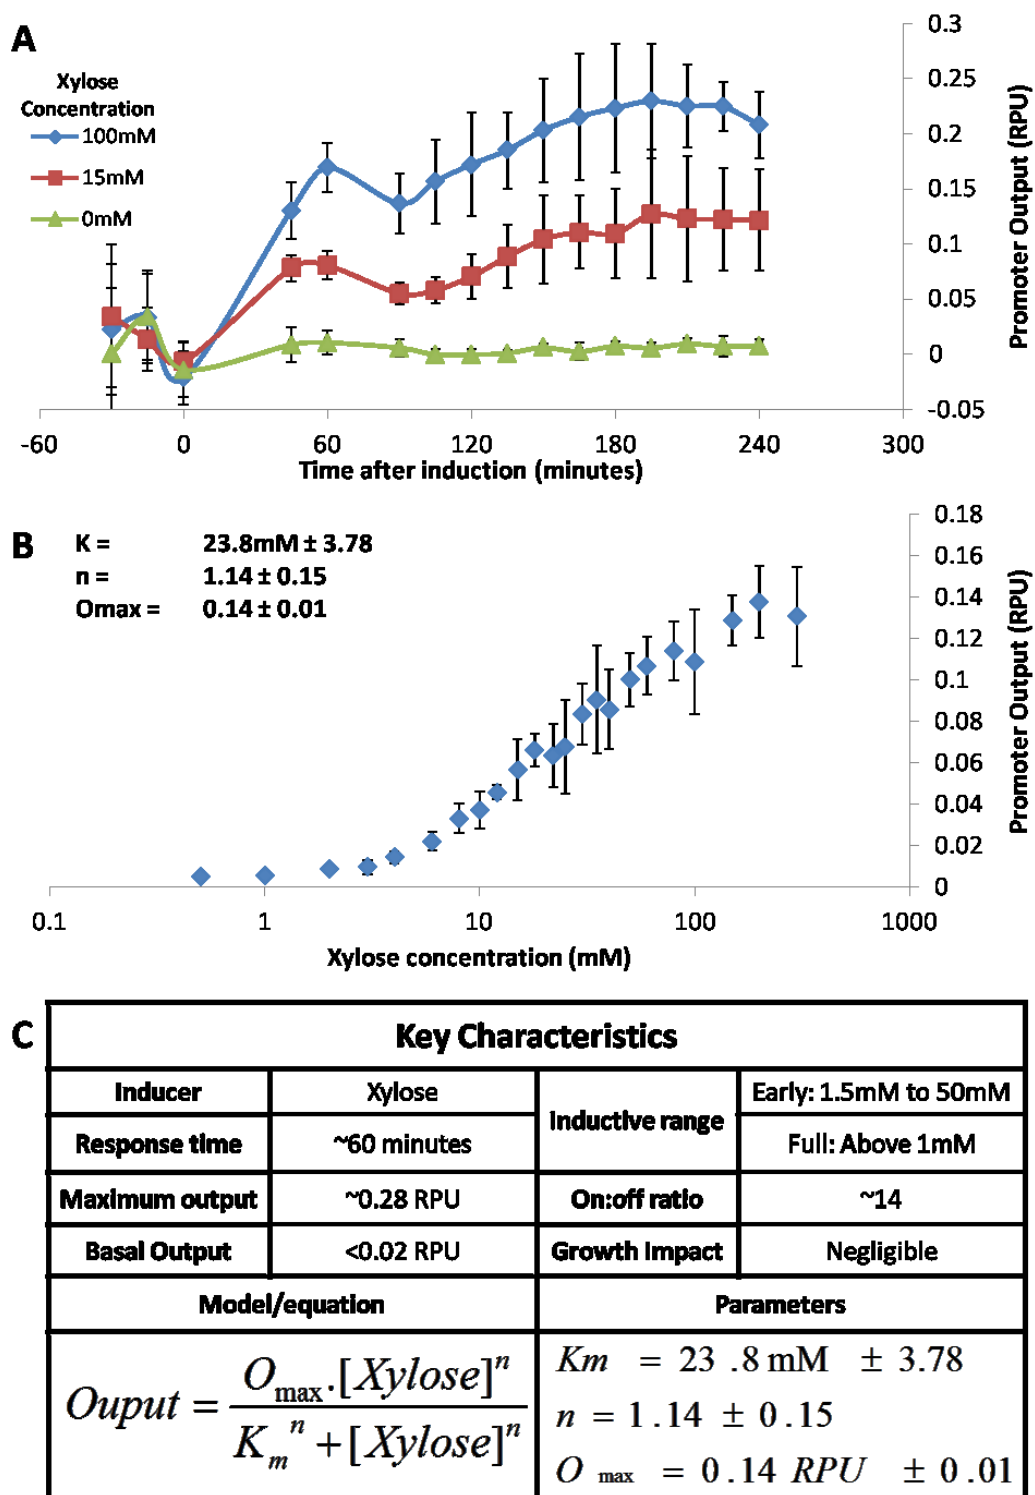 A
Xylose
Concentration
100mM
15mM
0mM
0.3
0.25
0.2
0.15
0.1
0.05
0
-0.05
Promoter Output (RPU)
-60 0 60 120 180 240 300
Time after induction (minutes)
B
K = 23.8mM ± 3.78
n = 1.14 ± 0.15
Omax = 0.14 ± 0.01
0.18
0.16
0.14
0.12
0.1
0.08
0.06
0.04
0.02
0
Promoter Output (RPU)
0.1 1 10 100 1000
Xylose concentration (mM)
C
Key Characteristics
Inducer Xylose
Inductive range
Early: 1.5mM to 50mM
Response time ~60 minutes
Full: Above 1mM
Maximum output ~0.28 RPU On:off ratio ~14
Basal Output <0.02 RPU Growth Impact Negligible
Model/equation Parameters
Ouput = O_max.[Xylose]^n / K_m^n + [Xylose]^n
Km = 23 .8 mM ± 3.78
n = 1.14 ± 0.15
O max = 0.14 RPU ± 0.01